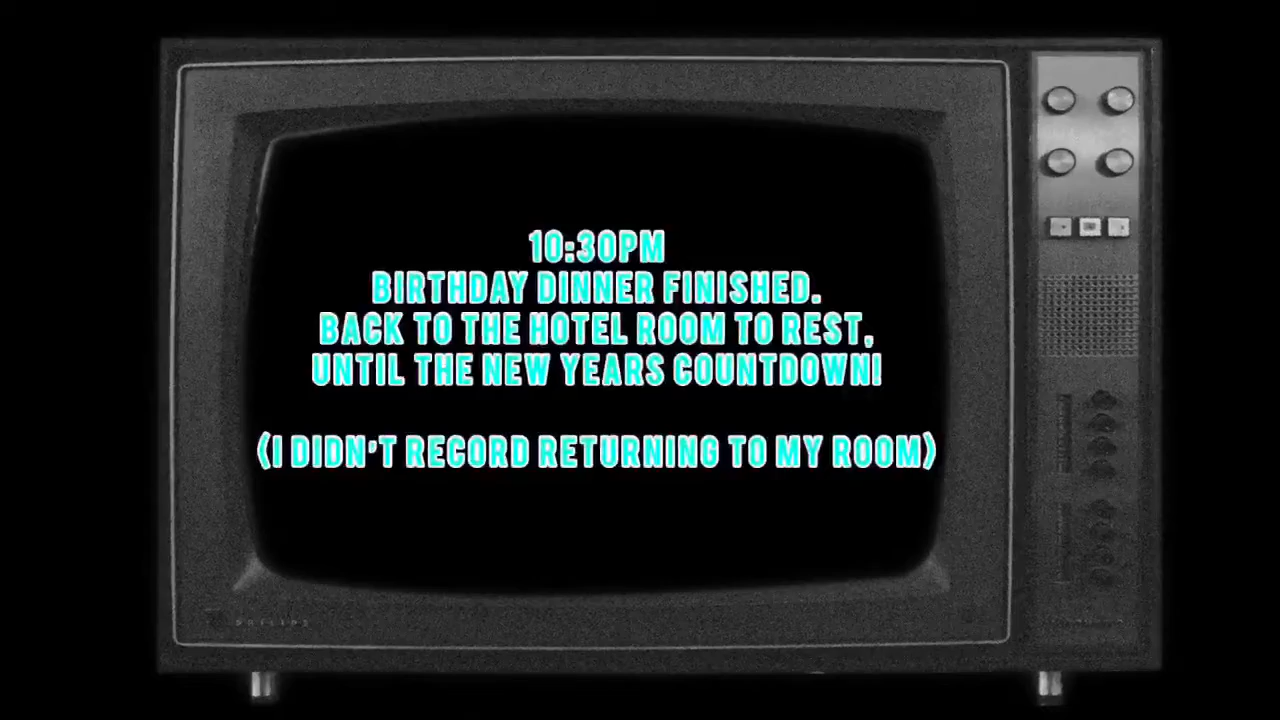 10:30PM
BIRTHDAY DINNER FINISHED.
BACK TO THE HOTEL ROOM TO REST,
UNTIL THE NEW YEARS COUNTDOWN!
(I DIDN'T RECORD RETURNING TO MY ROOM)
PHILIPS